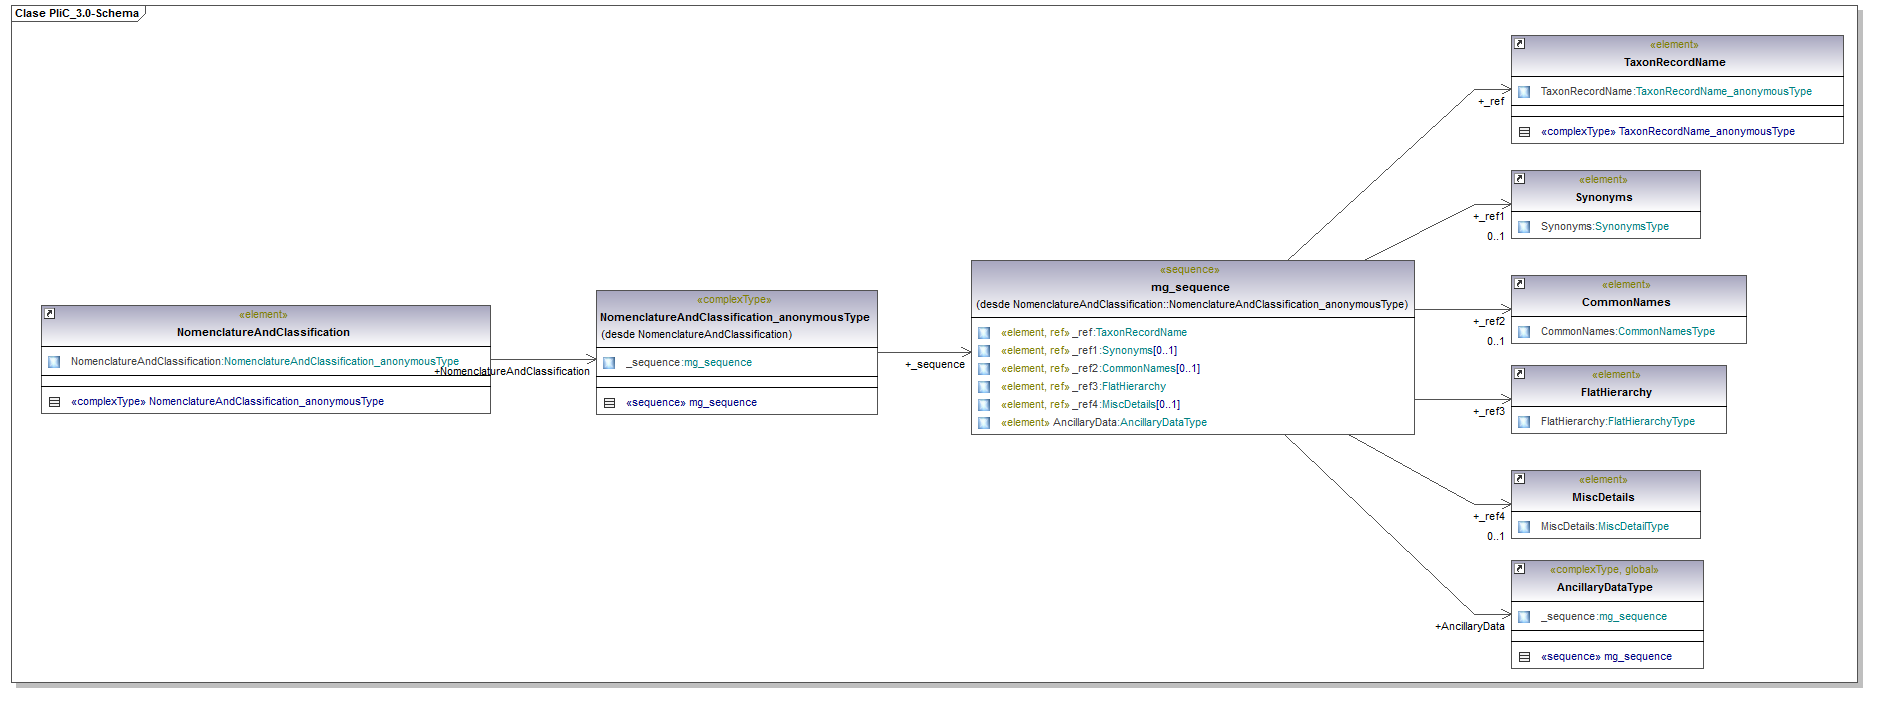 Clase PliC_3.0-Schema
«element»
NomenclatureAndClassification
NomenclatureAndClassification:NomenclatureAndClassification_anonymousType
«complexType» NomenclatureAndClassification_anonymousType
+NomenclatureAndClassification
«complexType»
NomenclatureAndClassification_anonymousType
(desde NomenclatureAndClassification)
_sequence:mg_sequence
«sequence» mg_sequence
+_sequence
«sequence»
mg_sequence
(desde NomenclatureAndClassification::NomenclatureAndClassification_anonymousType)
«element, ref» _ref:TaxonRecordName
«element, ref» _ref1:Synonyms[0..1]
«element, ref» _ref2:CommonNames[0..1]
«element, ref» _ref3:FlatHierarchy
«element, ref» _ref4:MiscDetails[0..1]
«element» AncillaryData:AncillaryDataType
+_ref
«element»
TaxonRecordName
TaxonRecordName:TaxonRecordName_anonymousType
«complexType» TaxonRecordName_anonymousType
+_ref1
0..1
«element»
Synonyms
Synonyms:SynonymsType
+_ref2
0..1
«element»
CommonNames
CommonNames:CommonNamesType
+_ref3
«element»
FlatHierarchy
FlatHierarchy:FlatHierarchyType
+_ref4
0..1
«element»
MiscDetails
MiscDetails:MiscDetailType
+AncillaryData
«complexType, global»
AncillaryDataType
_sequence:mg_sequence
«sequence» mg_sequence